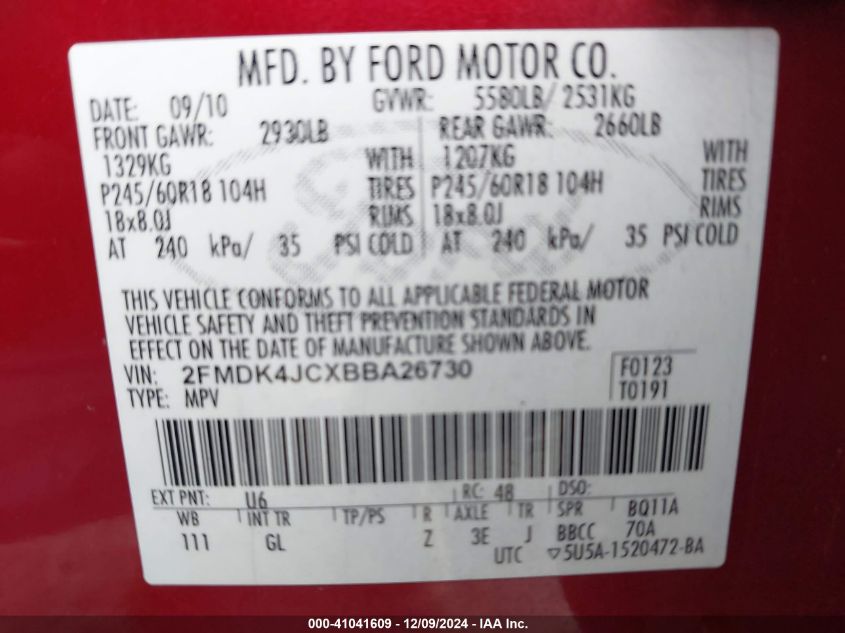 MFD. BY FORD MOTOR CO.
DATE: 09/10 GVWR: 5580LB/ 2531KG
FRONT GAWR: 2930LB REAR GAWR: 2660LB
1329KG WITH 1207KG WITH
P245/60R18 104H TIRES P245/60R18 104H TIRES
18x8.0J RIMS 18x8.0J RIMS
AT 240 kPa/ 35 PSI COLD AT 240 kPa/ 35 PSI COLD
THIS VEHICLE CONFORMS TO ALL APPLICABLE FEDERAL MOTOR
VEHICLE SAFETY AND THEFT PREVENTION STANDARDS IN
EFFECT ON THE DATE OF MANUFACTURE SHOWN ABOVE.
VIN: 2FMDK4JCXBBA26730 F0123
TYPE: MPV T0191
EXT PNT: U6 RC: 48 DSO:
WB INT TR TP/PS R AXLE TR SPR BQ11A
111 GL Z 3E J BBCC 70A
UTC ▽5U5A-1520472-BA
000-41041609 - 12/09/2024 - IAA Inc.